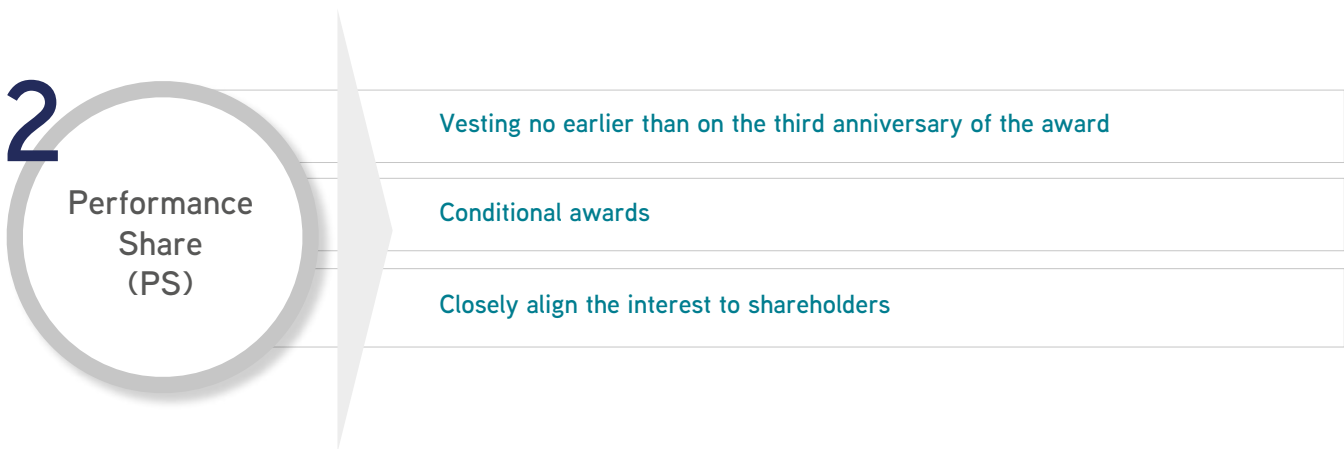 2
Performance
Share
(PS)
Vesting no earlier than on the third anniversary of the award
Conditional awards
Closely align the interest to shareholders